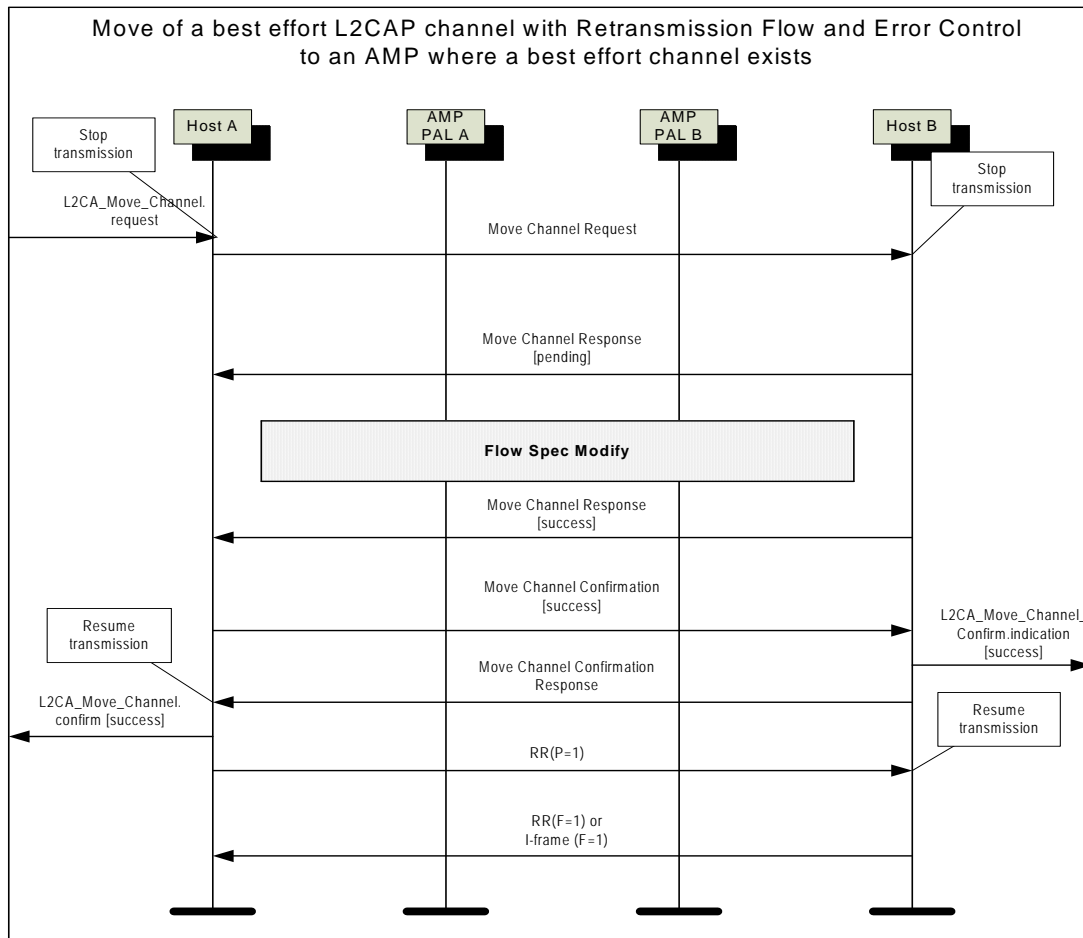 Move of a best effort L2CAP channel with Retransmission Flow and Error Control
to an AMP where a best effort channel exists
Host A
AMP
PAL A
AMP
PAL B
Host B
Stop
transmission
Stop
transmission
L2CA_Move_Channel.
request
Move Channel Request
Move Channel Response
[pending]
Flow Spec Modify
Move Channel Response
[success]
Move Channel Confirmation
[success]
L2CA_Move_Channel_
Confirm.indication
[success]
Resume
transmission
Move Channel Confirmation
Response
L2CA_Move_Channel.
confirm [success]
Resume
transmission
RR(P=1)
RR(F=1) or
I-frame (F=1)